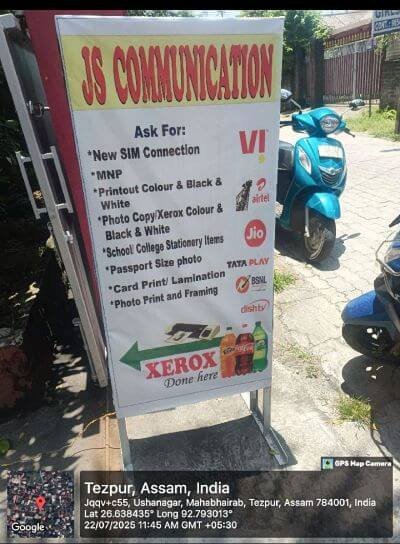 JS COMMUNICATION
Ask For:
*New SIM Connection
*MNP
*Printout Colour & Black &
White
*Photo Copy/Xerox Colour &
Black & White
*School/ College Stationery Items
*Passport Size photo
*Card Print/ Lamination
*Photo Print and Framing
VI
airtel
Jio
TATA PLAY
BSNL
dishtv
XEROX
Done here
GPS Map Camera
Tezpur, Assam, India
Jqqv+c55, Ushanagar, Mahabhairab, Tezpur, Assam 784001, India
Lat 26.638435° Long 92.793013°
22/07/2025 11:45 AM GMT +05:30
Google